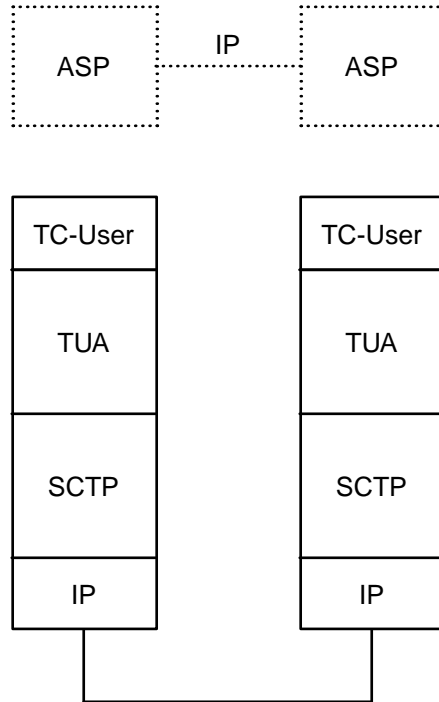 IP
ASP ASP
TC-User TC-User
TUA TUA
SCTP SCTP
IP IP